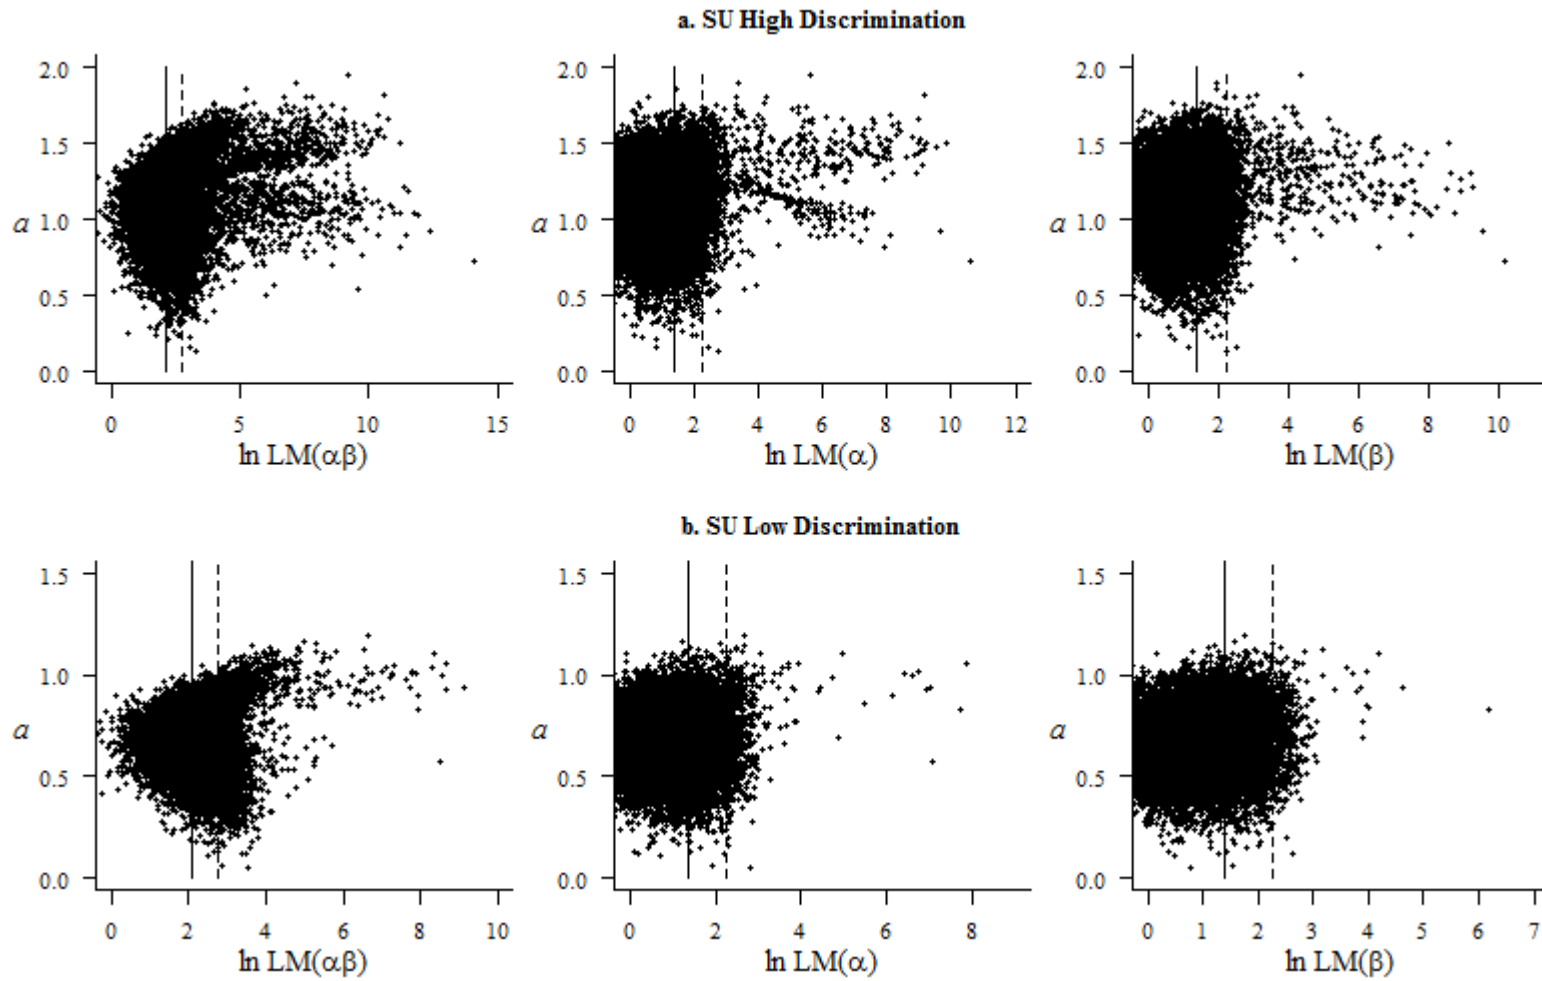 a. SU High Discrimination
2.0 2.0 2.0
1.5 1.5 1.5
a 1.0 a 1.0 a 1.0
0.5 0.5 0.5
0.0 0.0 0.0
0 5 10 15 0 2 4 6 8 10 12 0 2 4 6 8 10
ln LM(αβ) ln LM(α) ln LM(β)
b. SU Low Discrimination
1.5 1.5 1.5
1.0 1.0 1.0
a a a
0.5 0.5 0.5
0.0 0.0 0.0
0 2 4 6 8 10 0 2 4 6 8 0 1 2 3 4 5 6 7
ln LM(αβ) ln LM(α) ln LM(β)